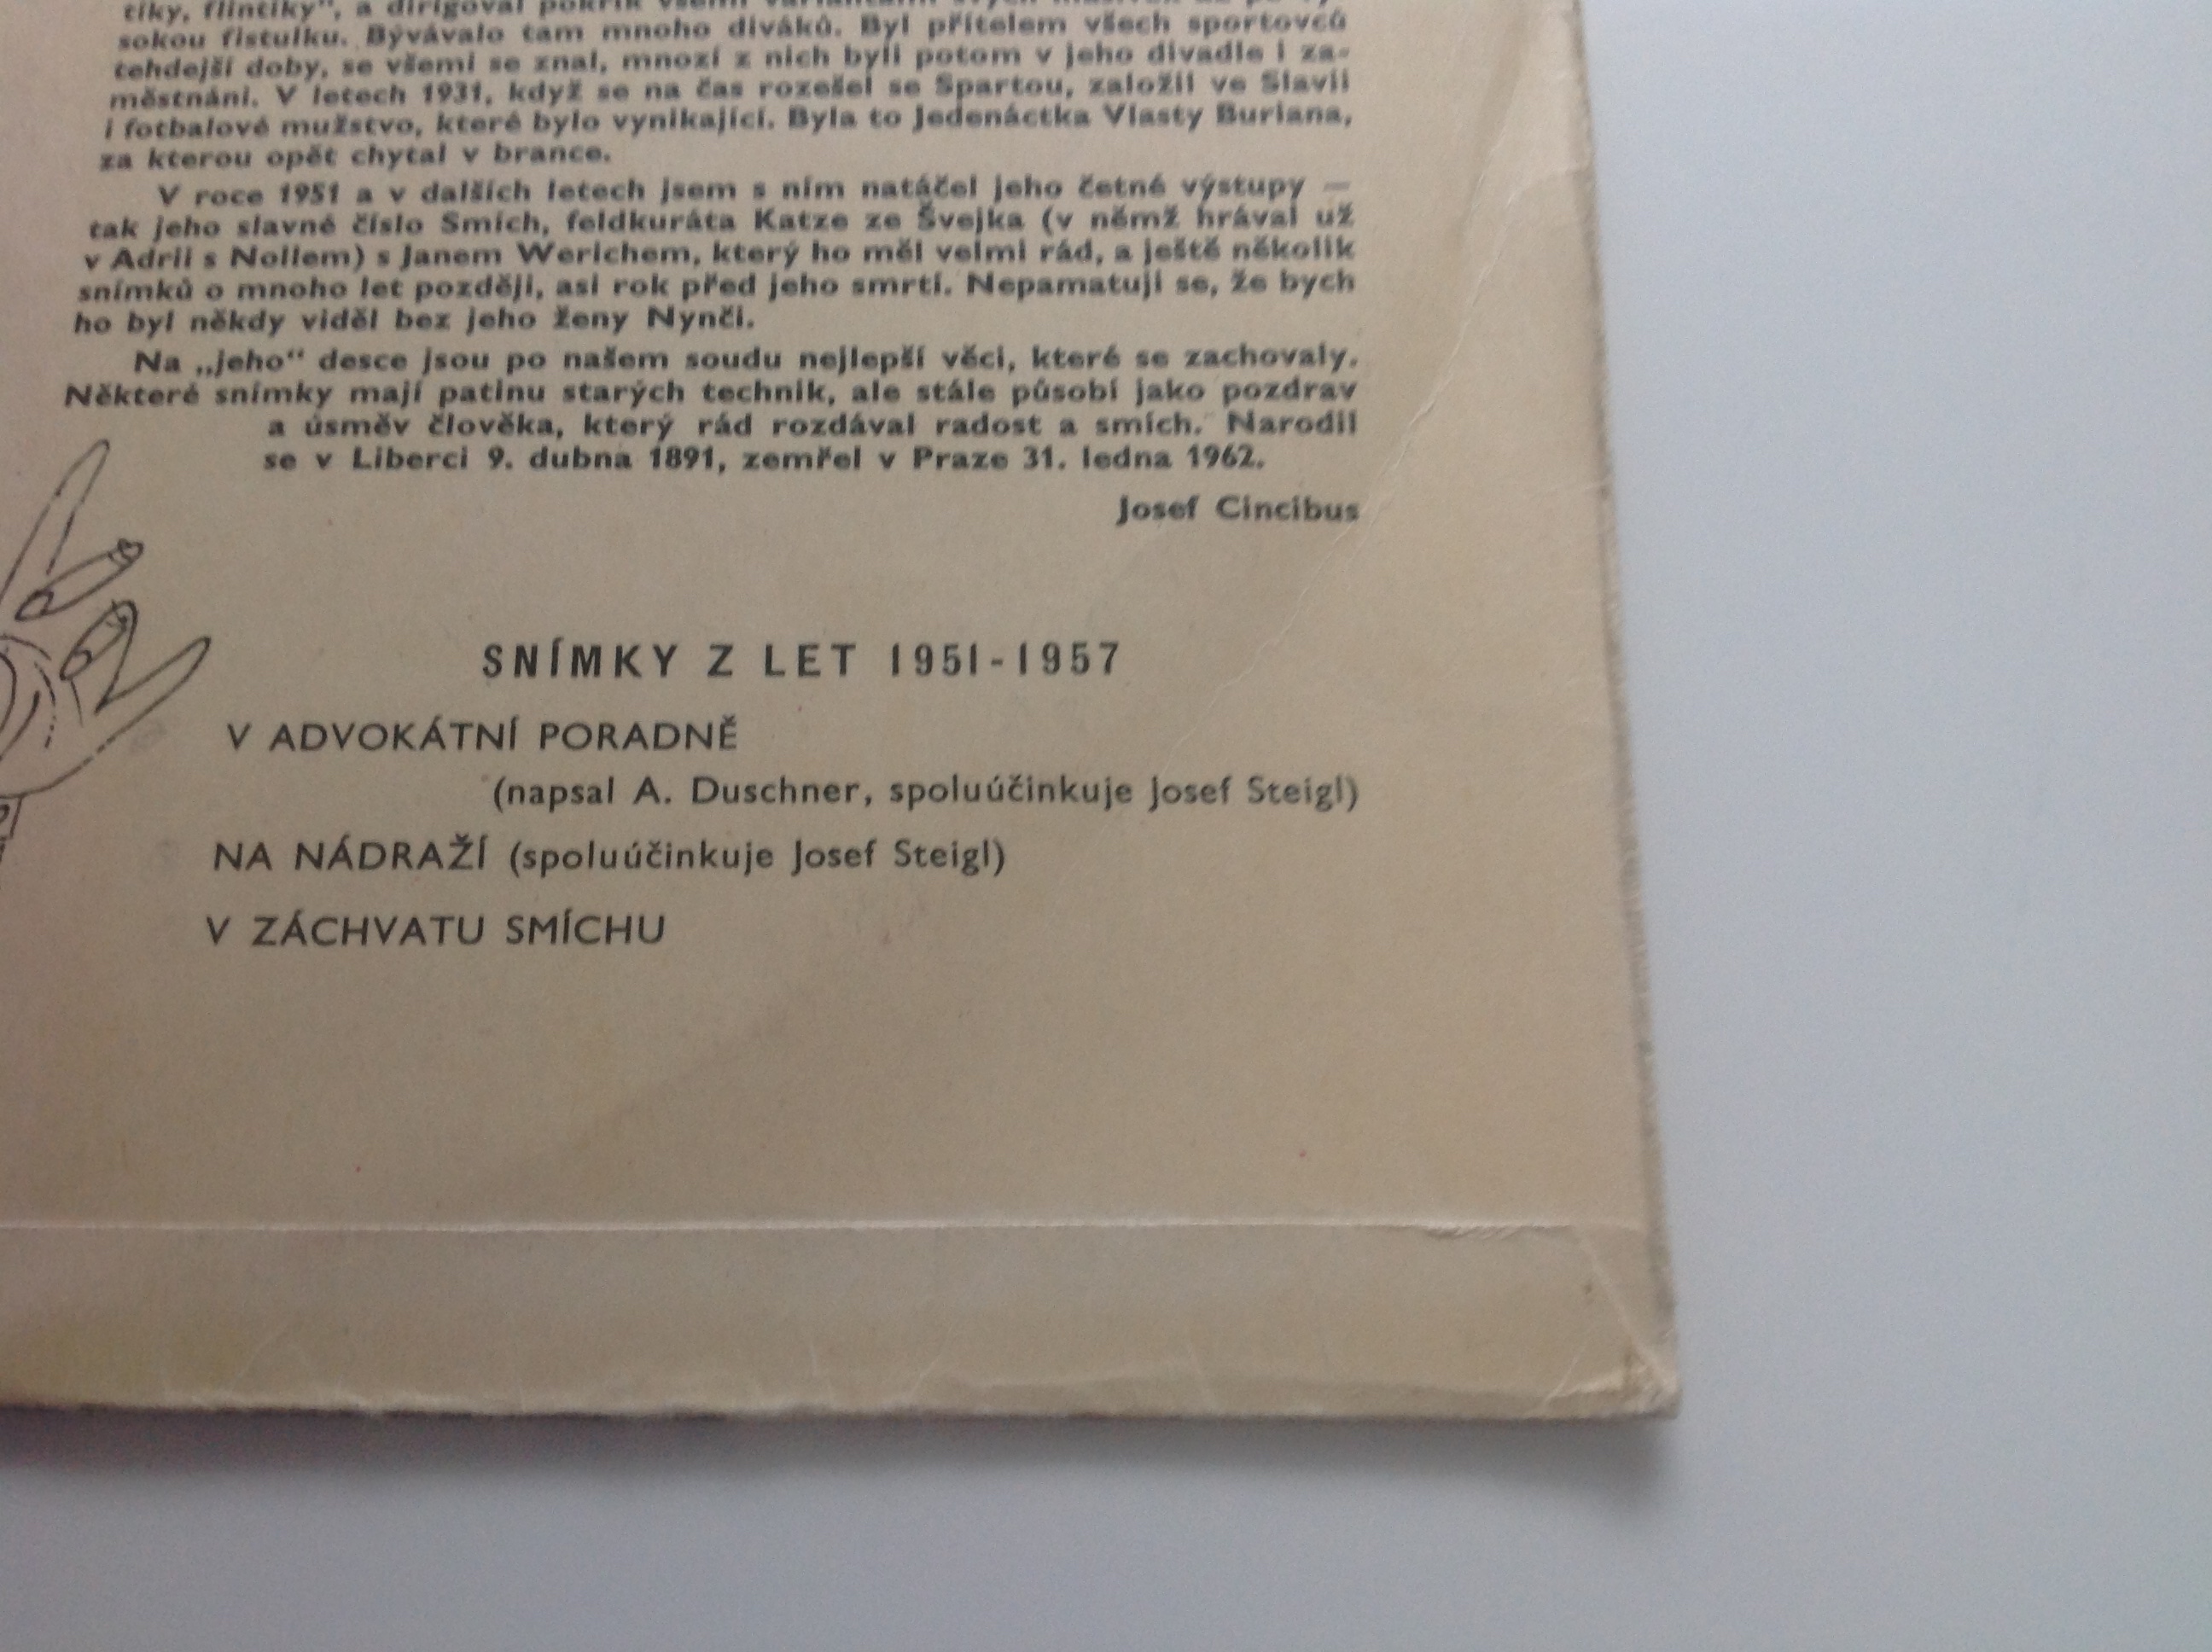 tíky, flintíky“, a dirigoval pokřik všemi
sokou fistulku. Bývávalo tam mnoho diváků. Byl přítelem všech sportovců
tehdejší doby, se všemi se znal, mnozí z nich byli potom v jeho divadle i za-
městnáni. V letech 1931, když se na čas rozešel se Spartou, založil ve Slavii
i fotbalové mužstvo, které bylo vynikající. Byla to Jedenáctka Vlasty Buriana,
za kterou opět chytal v brance.
V roce 1951 a v dalších letech jsem s ním natáčel jeho četné výstupy —
tak jeho slavné číslo Smích, feldkuráta Katze ze Švejka (v němž hrával už
v Adrii s Nollem) s Janem Werichem, který ho měl velmi rád, a ještě několik
snímků o mnoho let později, asi rok před jeho smrtí. Nepamatuji se, že bych
ho byl někdy viděl bez jeho ženy Nynči.
Na „jeho“ desce jsou po našem soudu nejlepší věci, které se zachovaly.
Některé snímky mají patinu starých technik, ale stále působí jako pozdrav
a úsměv člověka, který rád rozdával radost a smích. Narodil
se v Liberci 9. dubna 1891, zemřel v Praze 31. ledna 1962.
Josef Cincibus
SNÍMKY Z LET 1951-1957
V ADVOKÁTNÍ PORADNĚ
(napsal A. Duschner, spoluúčinkuje Josef Steigl)
NA NÁDRAŽÍ (spoluúčinkuje Josef Steigl)
V ZÁCHVATU SMÍCHU